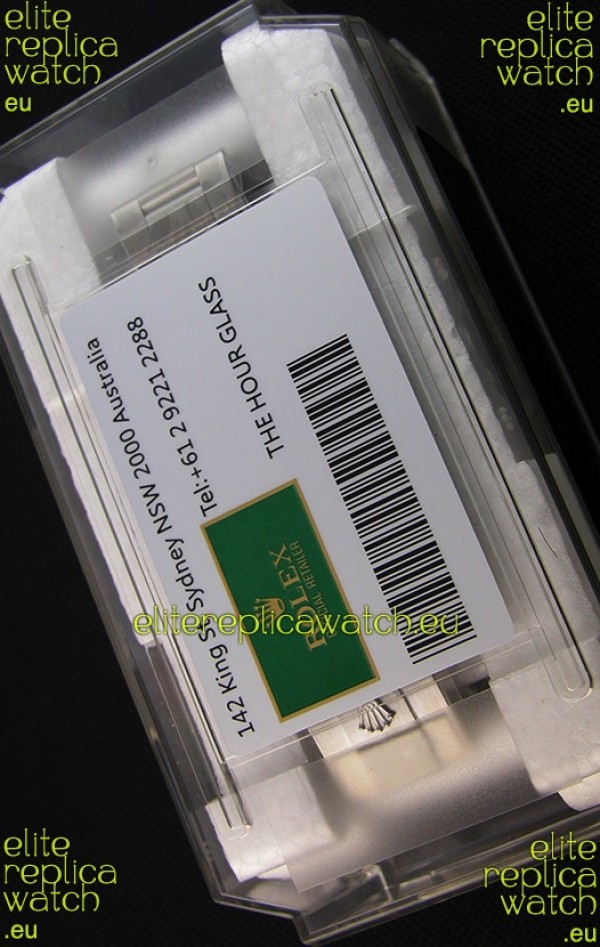 elite
replica
watch
.eu
elite
replica
watch
.eu
THE HOUR GLASS
Tel:+61 2 9221 2288
142 King St Sydney NSW 2000 Australia
ROLEX
RETAILER
elitereplicawatch.eu
elite
replica
watch
.eu
elite
replica
watch
.eu